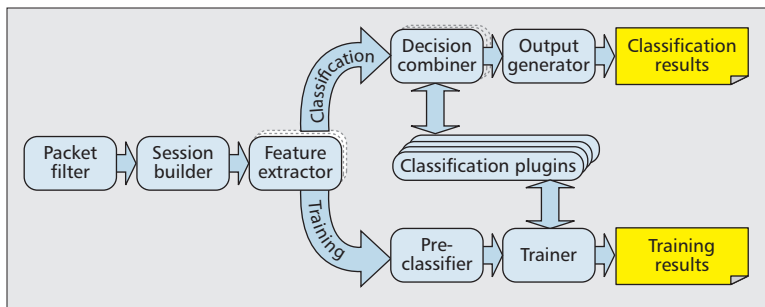 Packet
filter
Session
builder
Feature
extractor
Classification
Decision
combiner
Output
generator
Classification
results
Classification plugins
Training
Pre-
classifier
Trainer
Training
results